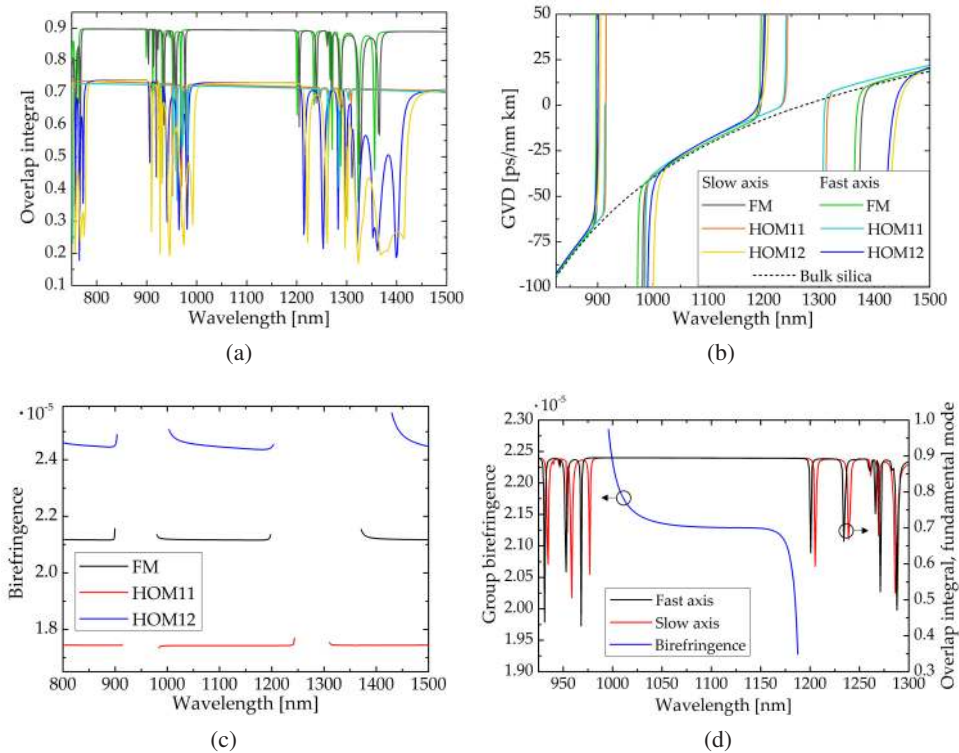 0.9
0.8
0.7
0.6
0.5
0.4
0.3
0.2
0.1
Overlap integral
800 900 1000 1100 1200 1300 1400 1500
Wavelength [nm]
(a)
50
25
0
-25
-50
-75
-100
GVD [ps/nm km]
Slow axis Fast axis
FM FM
HOM11 HOM11
HOM12 HOM12
Bulk silica
900 1000 1100 1200 1300 1400 1500
Wavelength [nm]
(b)
· 10⁻⁵
2.4
2.1
1.8
Birefringence
FM
HOM11
HOM12
800 900 1000 1100 1200 1300 1400 1500
Wavelength [nm]
(c)
· 10⁻⁵
2.30
2.25
2.20
2.15
2.10
2.05
2.00
1.95
1.90
Group birefringence
Fast axis
Slow axis
Birefringence
1.0
0.9
0.8
0.7
0.6
0.5
0.4
0.3
Overlap integral, fundamental mode
950 1000 1050 1100 1150 1200 1250 1300
Wavelength [nm]
(d)